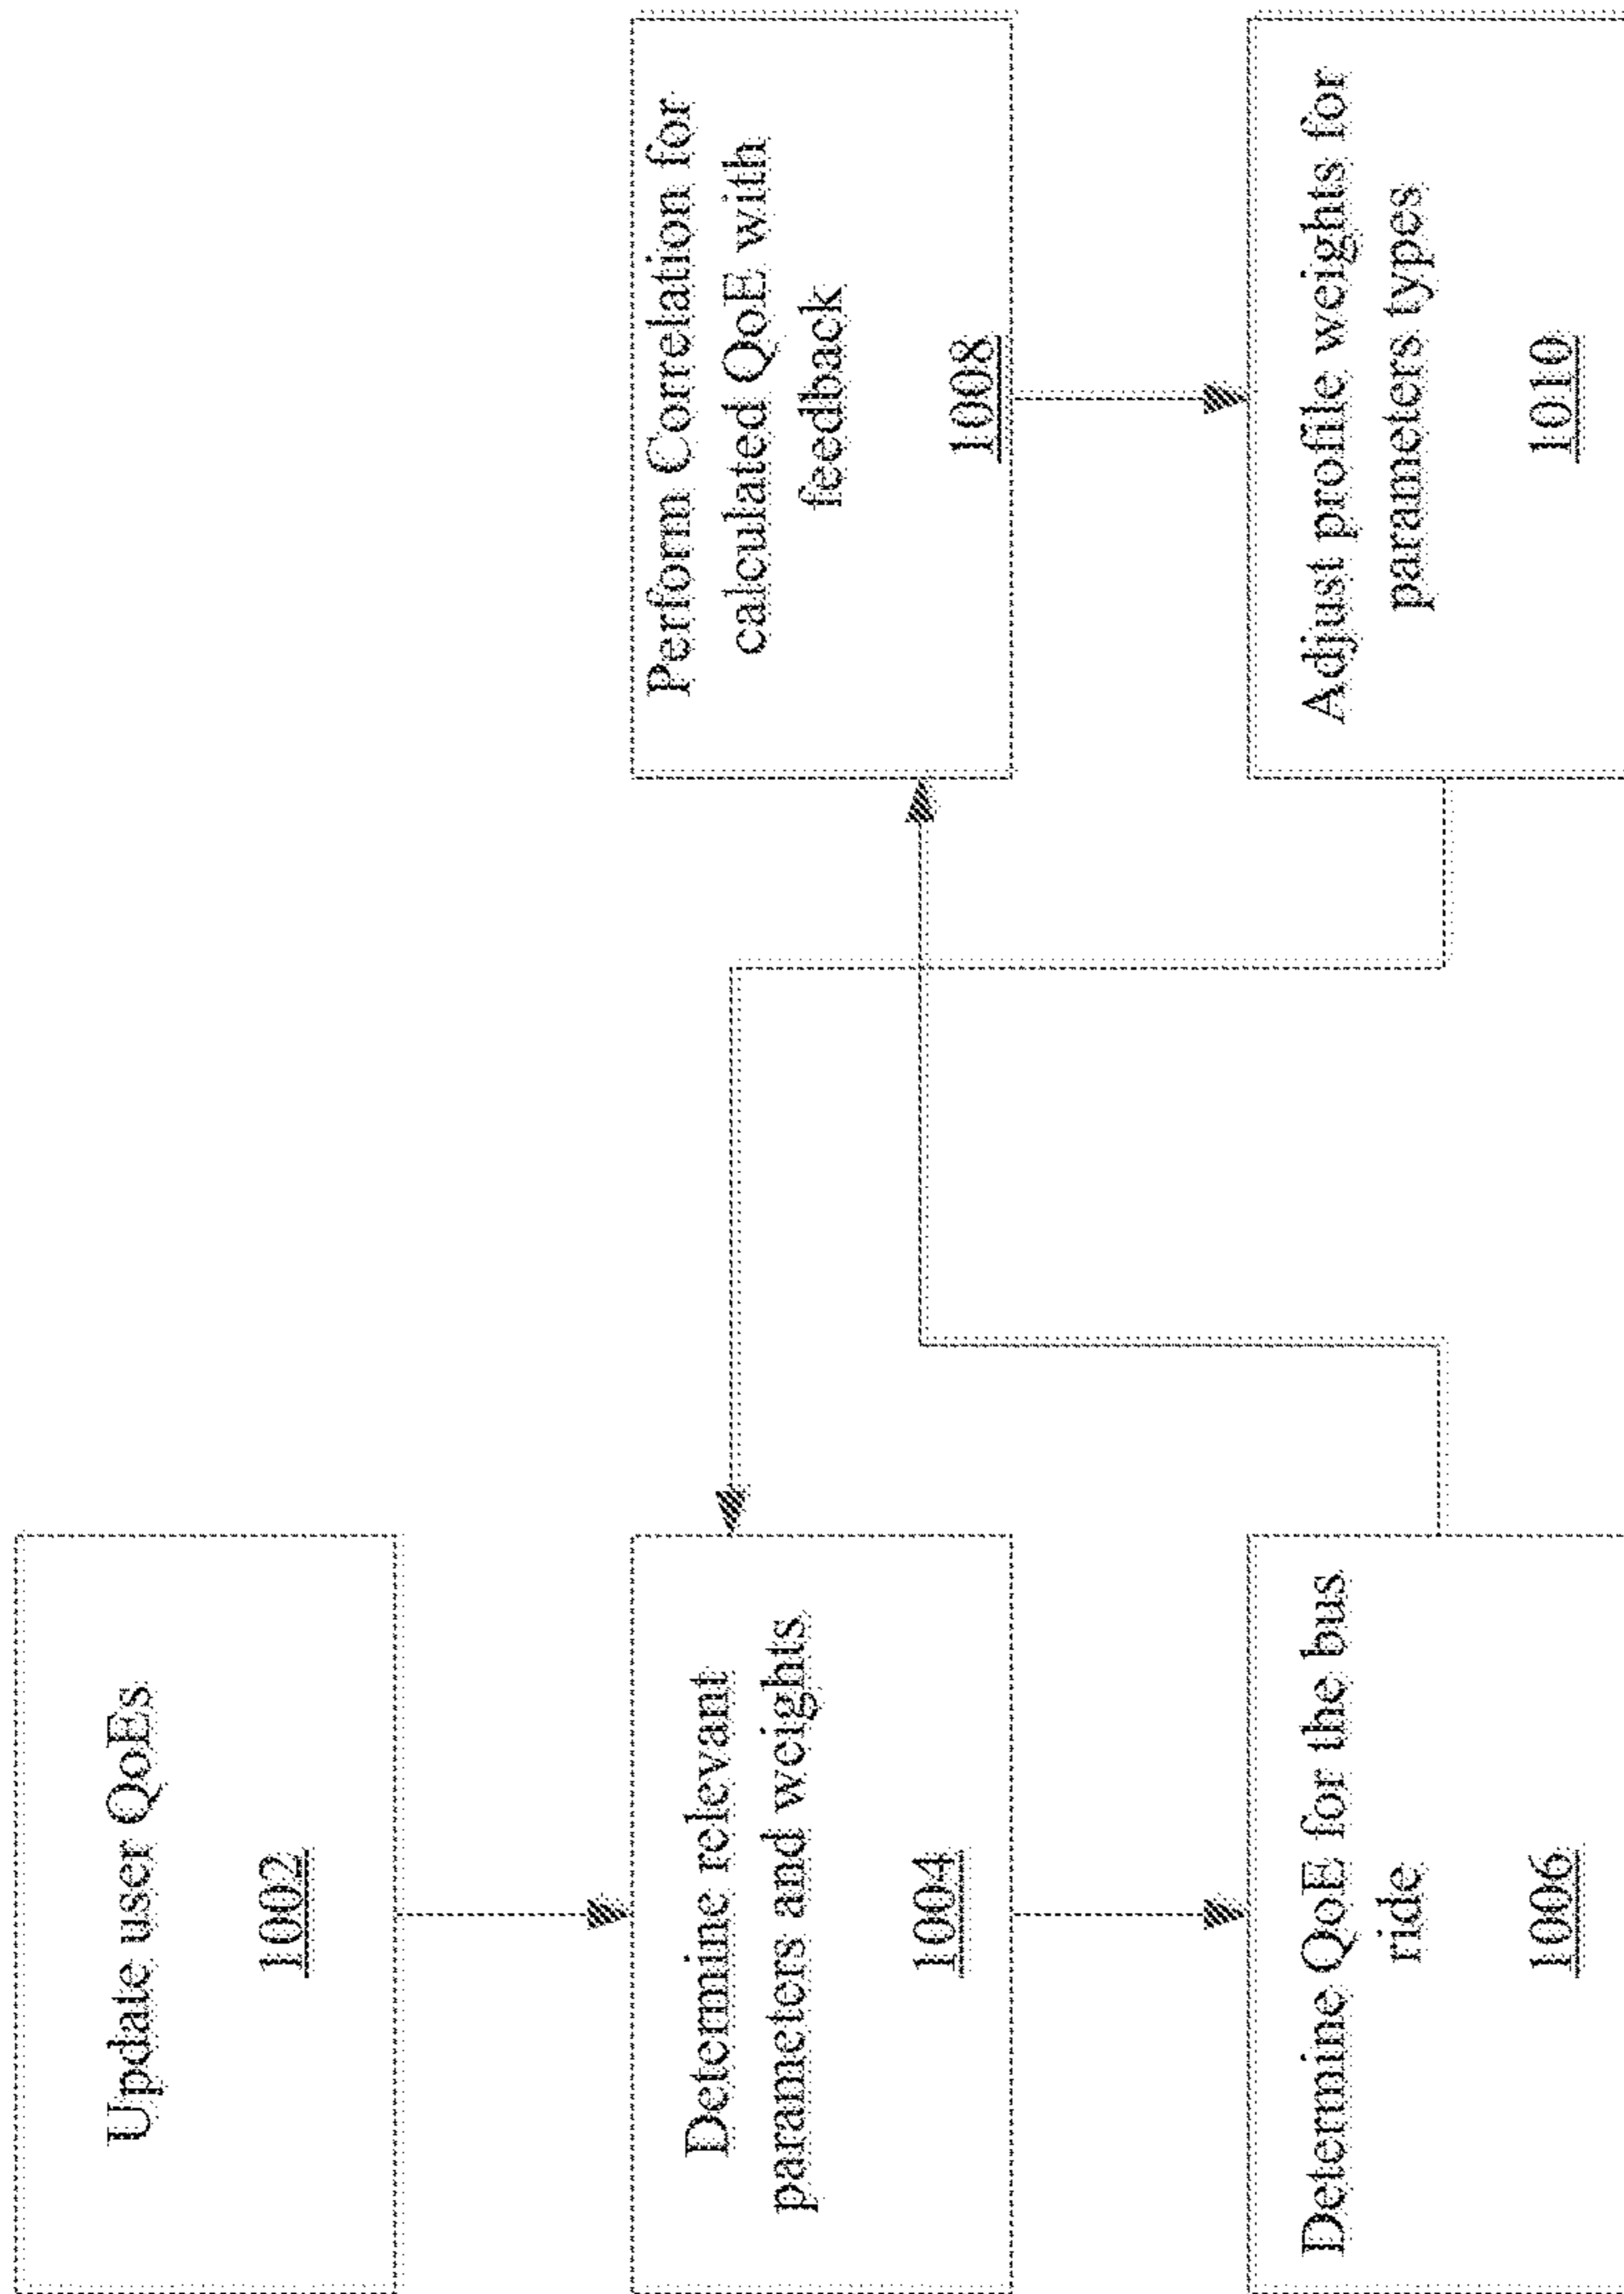 Update user QoEs
1002
Determine relevant
parameters and weights
1004
Determine QoE for the bus
ride
1006
Perform Correlation for
calculated QoE with
feedback
1008
Adjust profile weights for
parameters types
1010